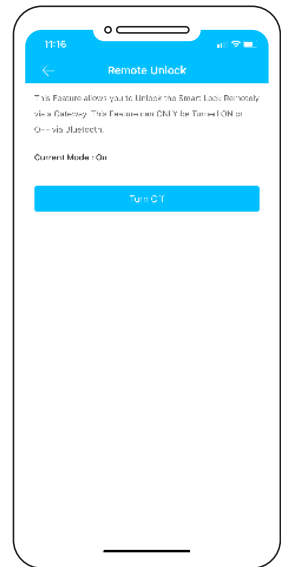 11:16
Remote Unlock
This Feature allows you to Unlock the Smart Lock Remotely
via a Gateway. This Feature can ONLY be Turned ON or
OFF via Bluetooth.
Current Mode : On
Turn Off